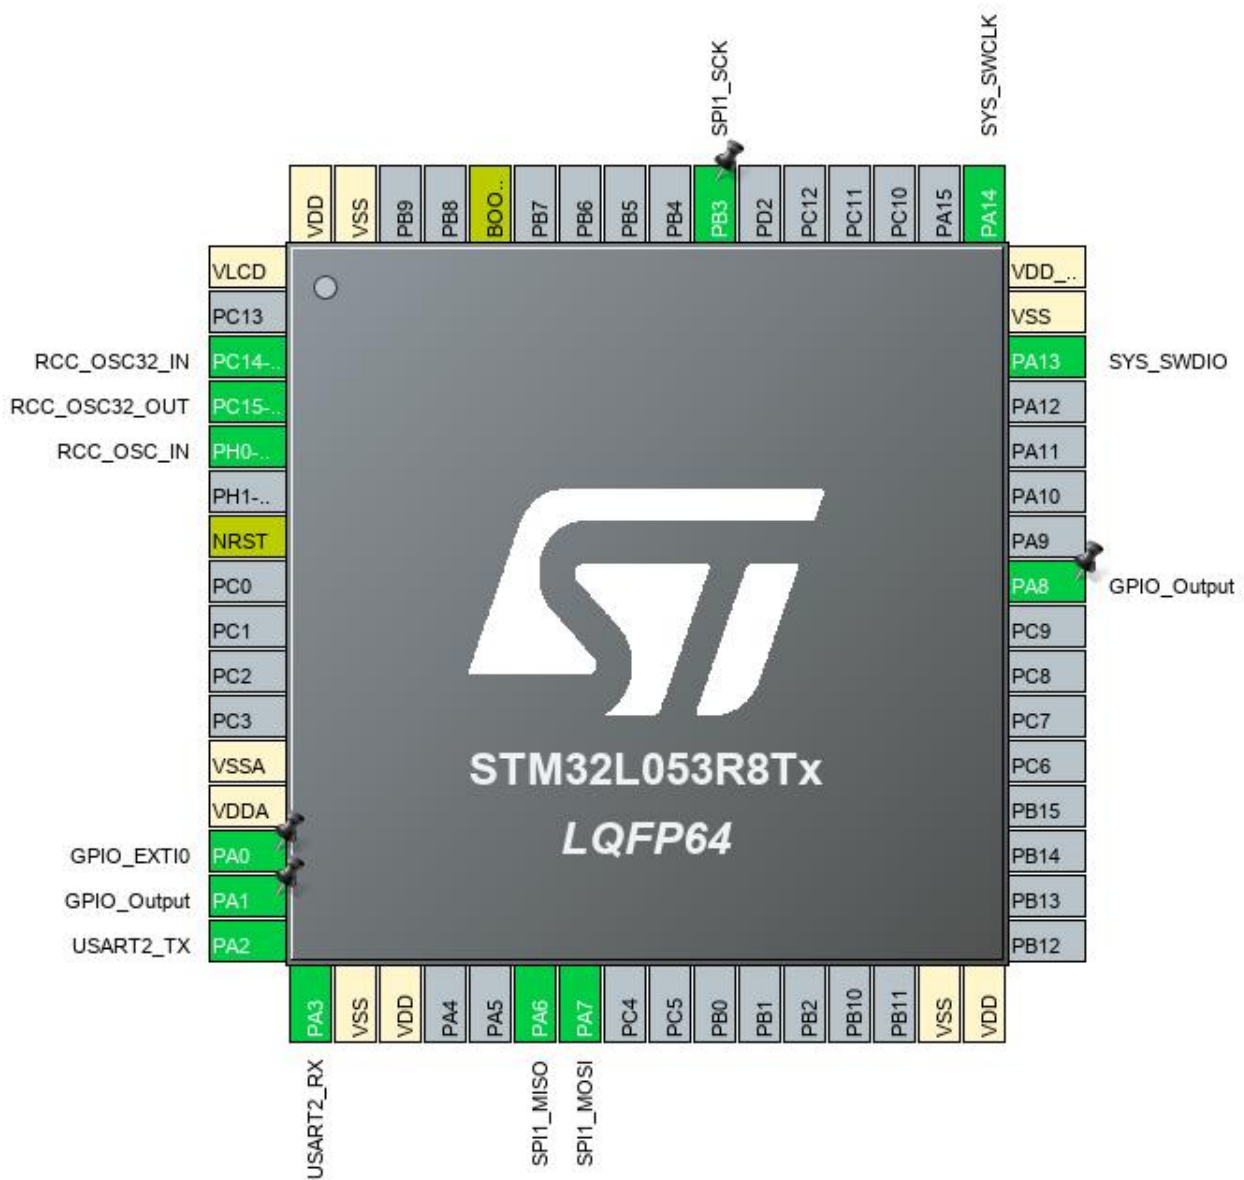 SPI1_SCK
SYS_SWCLK
VDD
VSS
PB9
PB8
BOO..
PB7
PB6
PB5
PB4
PB3
PD2
PC12
PC11
PC10
PA15
PA14
VLCD
PC13
RCC_OSC32_IN PC14-..
RCC_OSC32_OUT PC15-..
RCC_OSC_IN PH0-..
PH1-..
NRST
PC0
PC1
PC2
PC3
VSSA
VDDA
GPIO_EXTI0 PA0
GPIO_Output PA1
USART2_TX PA2
VDD_..
VSS
PA13 SYS_SWDIO
PA12
PA11
PA10
PA9
PA8 GPIO_Output
PC9
PC8
PC7
PC6
PB15
PB14
PB13
PB12
ST
STM32L053R8Tx
LQFP64
PA3
VSS
VDD
PA4
PA5
PA6
PA7
PC4
PC5
PB0
PB1
PB2
PB10
PB11
VSS
VDD
USART2_RX
SPI1_MISO
SPI1_MOSI